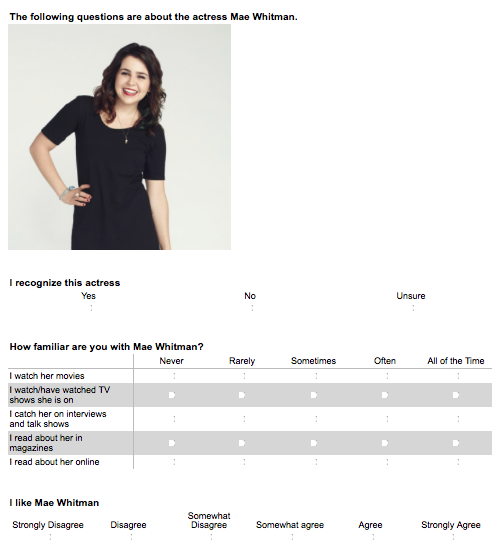 The following questions are about the actress Mae Whitman.
I recognize this actress
Yes No Unsure
How familiar are you with Mae Whitman?
Never Rarely Sometimes Often All of the Time
I watch her movies
I watch/have watched TV
shows she is on
I catch her on interviews
and talk shows
I read about her in
magazines
I read about her online
I like Mae Whitman
Strongly Disagree Disagree Somewhat Disagree Somewhat agree Agree Strongly Agree